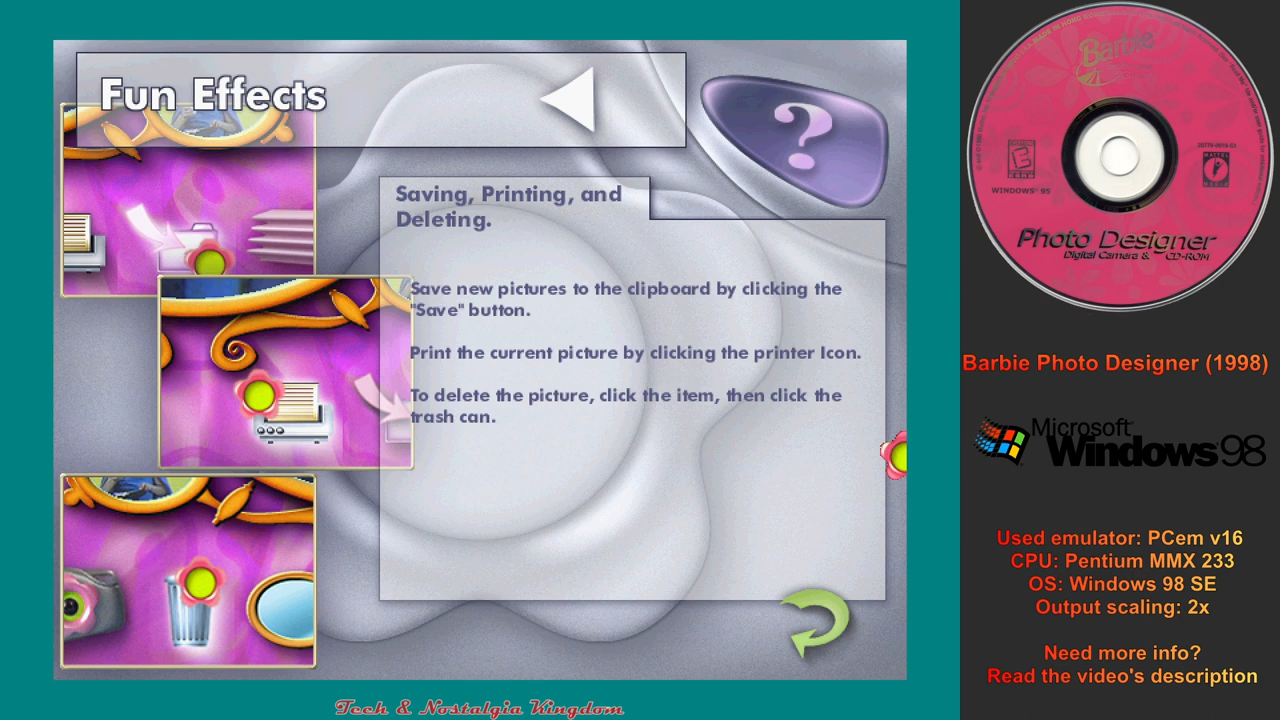 Fun Effects
?
Saving, Printing, and
Deleting.
Save new pictures to the clipboard by clicking the
"Save" button.
Print the current picture by clicking the printer Icon.
To delete the picture, click the item, then click the
trash can.
Tech & Nostalgia Kingdom
Barbie
E
WINDOWS® 95
MATTEL
MEDIA
Photo Designer
Digital Camera & CD-ROM
Barbie Photo Designer (1998)
Microsoft
Windows 98
Used emulator: PCem v16
CPU: Pentium MMX 233
OS: Windows 98 SE
Output scaling: 2x
Need more info?
Read the video's description